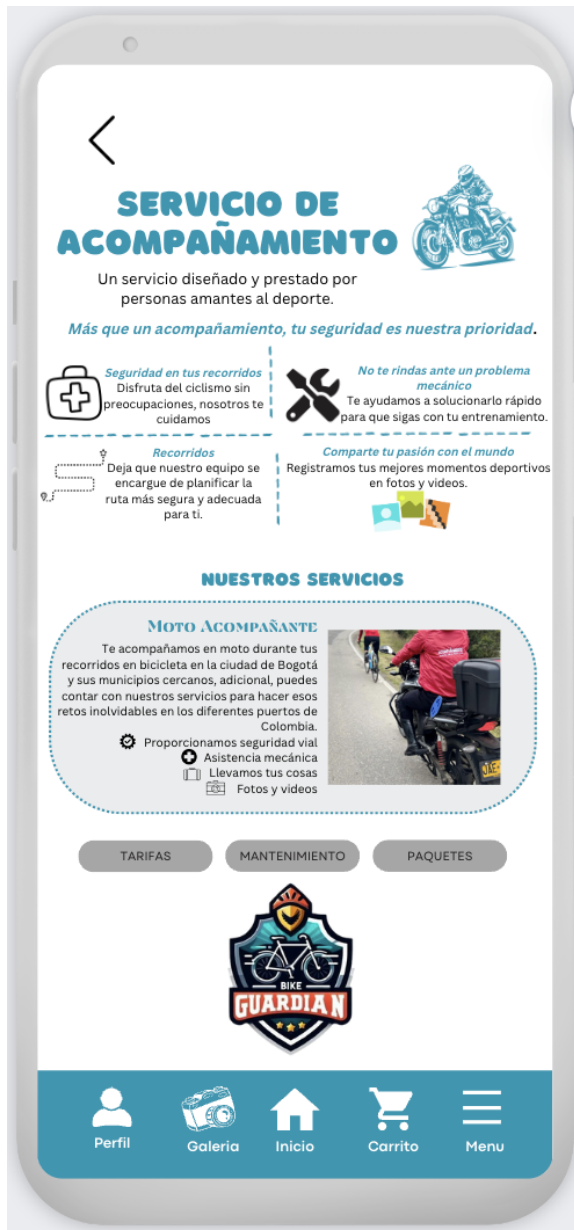 SERVICIO DE
ACOMPAÑAMIENTO
Un servicio diseñado y prestado por
personas amantes al deporte.
Más que un acompañamiento, tu seguridad es nuestra prioridad.
Seguridad en tus recorridos
Disfruta del ciclismo sin
preocupaciones, nosotros te
cuidamos
No te rindas ante un problema
mecánico
Te ayudamos a solucionarlo rápido
para que sigas con tu entrenamiento.
Recorridos
Deja que nuestro equipo se
encargue de planificar la
ruta más segura y adecuada
para ti.
Comparte tu pasión con el mundo
Registramos tus mejores momentos deportivos
en fotos y videos.
NUESTROS SERVICIOS
MOTO ACOMPAÑANTE
Te acompañamos en moto durante tus
recorridos en bicicleta en la ciudad de Bogotá
y sus municipios cercanos, adicional, puedes
contar con nuestros servicios para hacer esos
retos inolvidables en los diferentes puertos de
Colombia.
Proporcionamos seguridad vial
Asistencia mecánica
Llevamos tus cosas
Fotos y videos
TARIFAS
MANTENIMIENTO
PAQUETES
BIKE
GUARDIAN
Perfil
Galeria
Inicio
Carrito
Menu